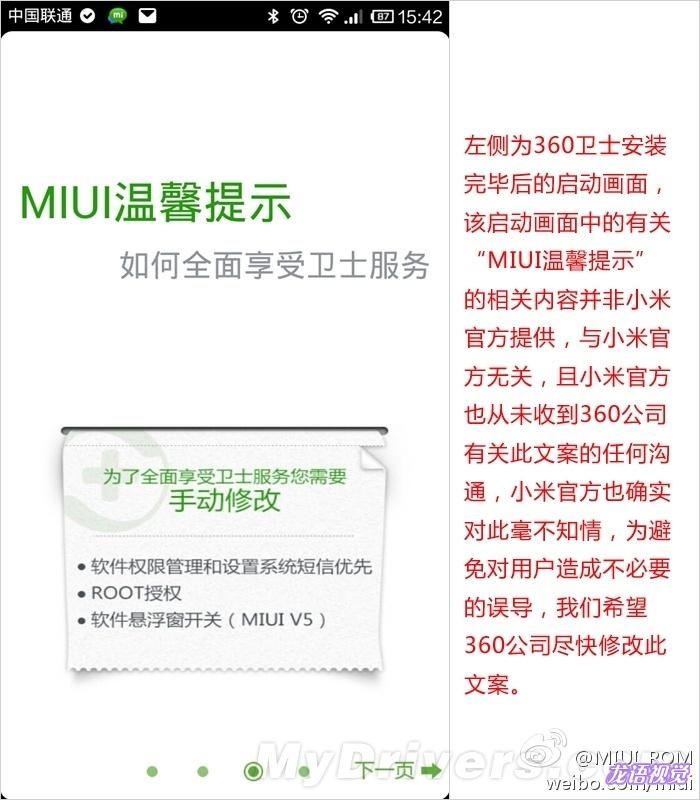 中国联通
mi
87
15:42
MIUI温馨提示
如何全面享受卫士服务
为了全面享受卫士服务您需要
手动修改
● 软件权限管理和设置系统短信优先
● ROOT授权
● 软件悬浮窗开关（MIUI V5）
下一页
左侧为360卫士安装
完毕后的启动画面，
该启动画面中的有关
“MIUI温馨提示”
的相关内容并非小米
官方提供，与小米官
方无关，且小米官方
也从未收到360公司
有关此文案的任何沟
通，小米官方也确实
对此毫不知情，为避
免对用户造成不必要
的误导，我们希望
360公司尽快修改此
文案。
MyDrivers.com
@MIUI_ROM
龙语视觉
weibo.com/miui